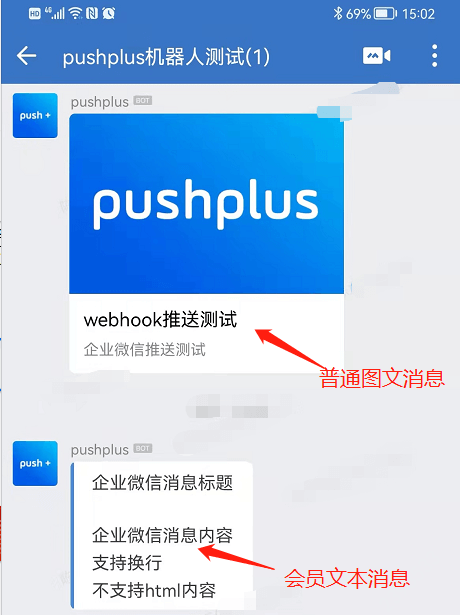 HD 4G 69% 15:02
pushplus机器人测试(1)
push +
pushplus BOT
pushplus
webhook推送测试
企业微信推送测试
普通图文消息
push +
pushplus BOT
企业微信消息标题
企业微信消息内容
支持换行
不支持html内容
会员文本消息